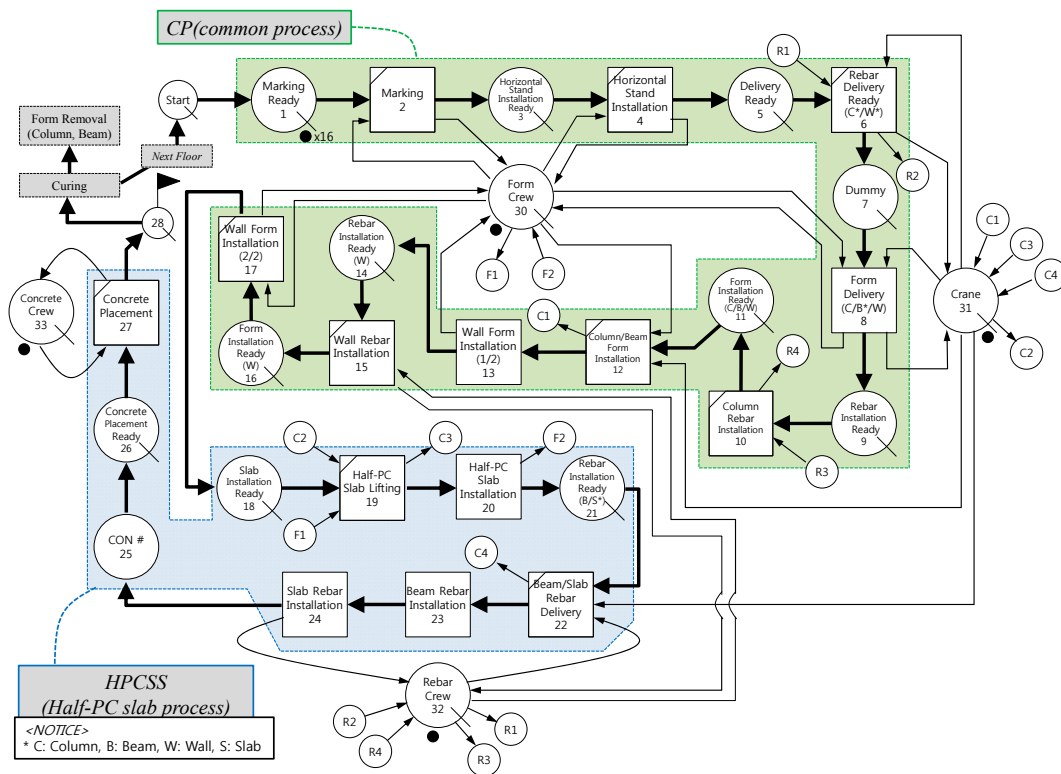 CP(common process)
Start
Marking
Ready
1
x16
Marking
2
Horizontal
Stand
Installation
Ready
3
Horizontal
Stand
Installation
4
Delivery
Ready
5
R1
Rebar
Delivery
Ready
(C*/W*)
6
R2
Dummy
7
Form
Delivery
(C/B*/W)
8
Rebar
Installation
Ready
9
Column
Rebar
Installation
10
R3
R4
Form
Installation
Ready
(C/B/W)
11
Column/Beam
Form
Installation
12
C1
Wall Form
Installation
(1/2)
13
Rebar
Installation
Ready
(W)
14
Wall Rebar
Installation
15
Form
Installation
Ready
(W)
16
Wall Form
Installation
(2/2)
17
Form
Crew
30
F1
F2
Crane
31
C1
C3
C4
C2
Form Removal
(Column, Beam)
Next Floor
Curing
28
Concrete
Crew
33
Concrete
Placement
27
Concrete
Placement
Ready
26
CON #
25
Slab
Installation
Ready
18
C2
F1
Half-PC
Slab Lifting
19
C3
Half-PC
Slab
Installation
20
F2
Rebar
Installation
Ready
(B/S*)
21
C4
Beam/Slab
Rebar
Delivery
22
Beam Rebar
Installation
23
Slab Rebar
Installation
24
Rebar
Crew
32
R2
R4
R1
R3
HPCSS
(Half-PC slab process)
<NOTICE>
* C: Column, B: Beam, W: Wall, S: Slab